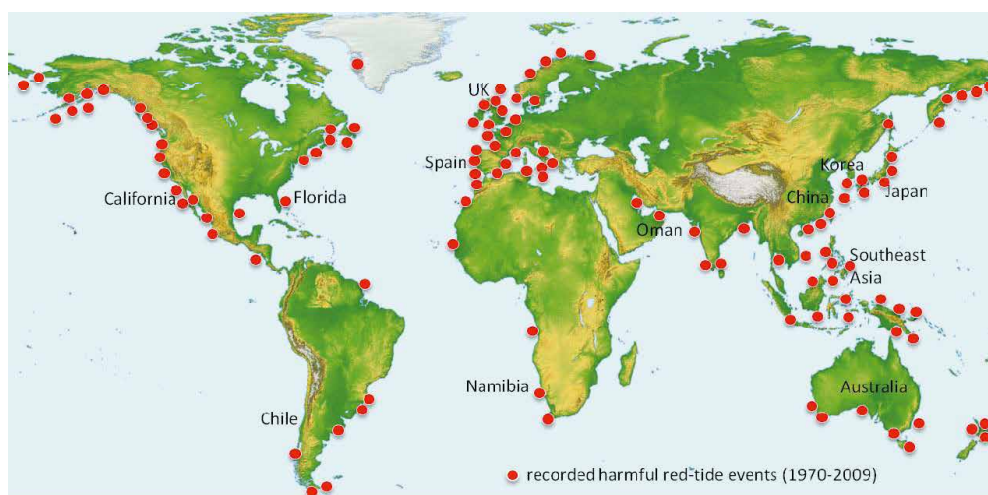 UK
Spain
Korea
California
Florida
China
Japan
Oman
Southeast
Asia
Namibia
Australia
Chile
recorded harmful red-tide events (1970-2009)